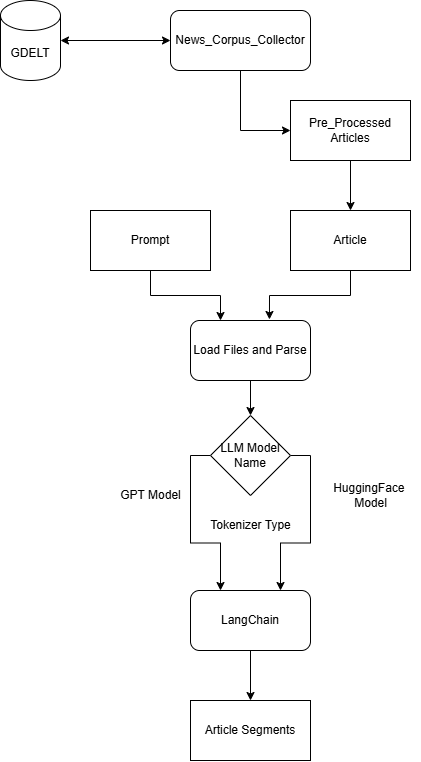 GDELT
News_Corpus_Collector
Pre_Processed
Articles
Prompt
Article
Load Files and Parse
LLM Model
Name
GPT Model
HuggingFace
Model
Tokenizer Type
LangChain
Article Segments